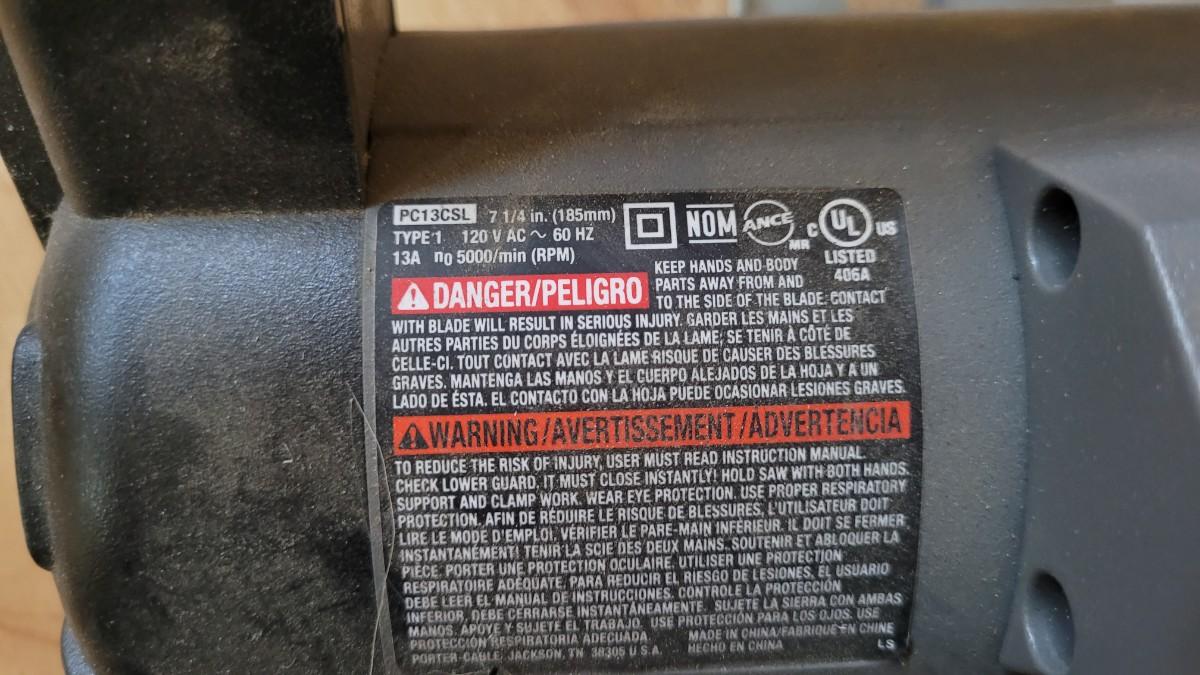 PC13CSL 7 1/4 in. (185mm)
TYPE 1 120 V AC ~ 60 HZ
13A n0 5000/min (RPM)
NOM
ANCE
MR
C UL US
LISTED
406A
DANGER/PELIGRO
KEEP HANDS AND BODY
PARTS AWAY FROM AND
TO THE SIDE OF THE BLADE. CONTACT
WITH BLADE WILL RESULT IN SERIOUS INJURY. GARDER LES MAINS ET LES
AUTRES PARTIES DU CORPS ÉLOIGNÉES DE LA LAME; SE TENIR À CÔTÉ DE
CELLE-CI. TOUT CONTACT AVEC LA LAME RISQUE DE CAUSER DES BLESSURES
GRAVES. MANTENGA LAS MANOS Y EL CUERPO ALEJADOS DE LA HOJA Y A UN
LADO DE ÉSTA. EL CONTACTO CON LA HOJA PUEDE OCASIONAR LESIONES GRAVES.
WARNING/AVERTISSEMENT/ADVERTENCIA
TO REDUCE THE RISK OF INJURY, USER MUST READ INSTRUCTION MANUAL.
CHECK LOWER GUARD. IT MUST CLOSE INSTANTLY! HOLD SAW WITH BOTH HANDS.
SUPPORT AND CLAMP WORK. WEAR EYE PROTECTION. USE PROPER RESPIRATORY
PROTECTION. AFIN DE RÉDUIRE LE RISQUE DE BLESSURES, L'UTILISATEUR DOIT
LIRE LE MODE D'EMPLOI. VÉRIFIER LE PARE-MAIN INFÉRIEUR. IL DOIT SE FERMER
INSTANTANÉMENT! TENIR LA SCIE DES DEUX MAINS. SOUTENIR ET ABLOQUER LA
PIÈCE. PORTER UNE PROTECTION OCULAIRE. UTILISER UNE PROTECTION
RESPIRATOIRE ADÉQUATE. PARA REDUCIR EL RIESGO DE LESIONES, EL USUARIO
DEBE LEER EL MANUAL DE INSTRUCCIONES. CONTROLE LA PROTECCIÓN
INFERIOR. DEBE CERRARSE INSTANTÁNEAMENTE. SUJETE LA SIERRA CON AMBAS
MANOS. APOYE Y SUJETE EL TRABAJO. USE PROTECCIÓN PARA LOS OJOS. USE
PROTECCIÓN RESPIRATORIA ADECUADA.
MADE IN CHINA/FABRIQUÉ EN CHINE
PORTER-CABLE, JACKSON, TN 38305 U S A.
HECHO EN CHINA
LS